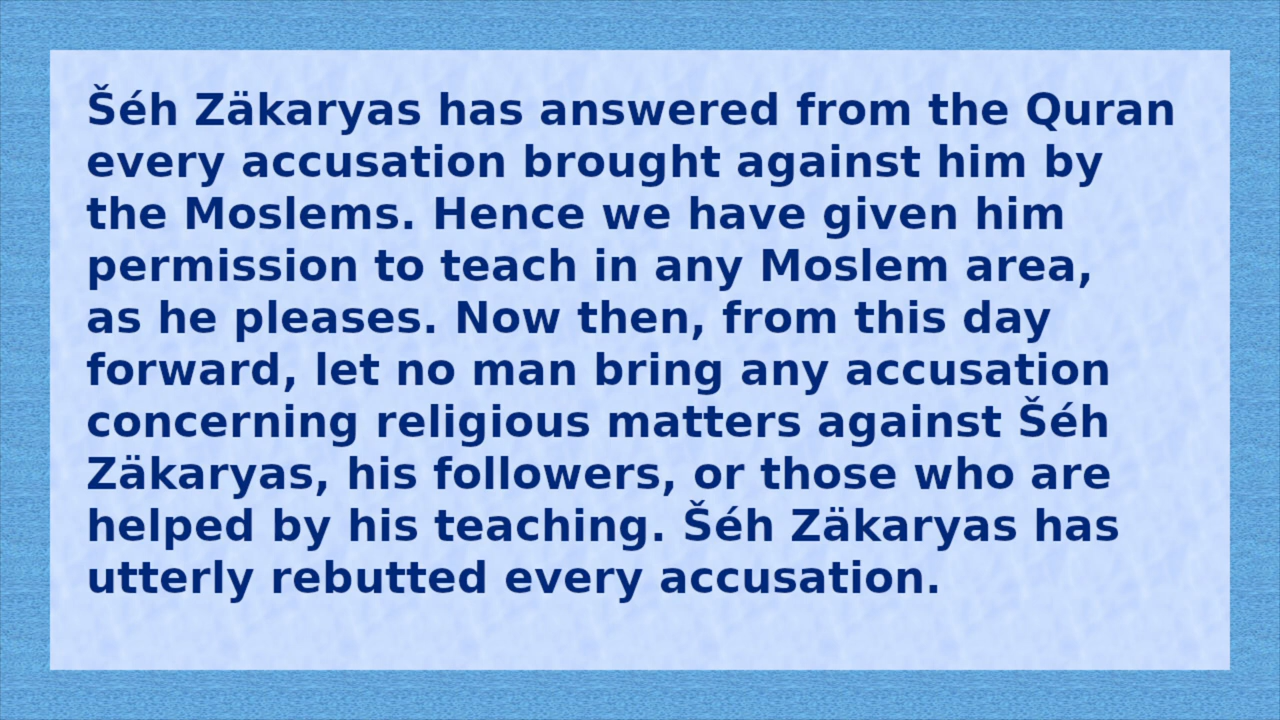 Šéh Zäkaryas has answered from the Quran
every accusation brought against him by
the Moslems. Hence we have given him
permission to teach in any Moslem area,
as he pleases. Now then, from this day
forward, let no man bring any accusation
concerning religious matters against Šéh
Zäkaryas, his followers, or those who are
helped by his teaching. Šéh Zäkaryas has
utterly rebutted every accusation.